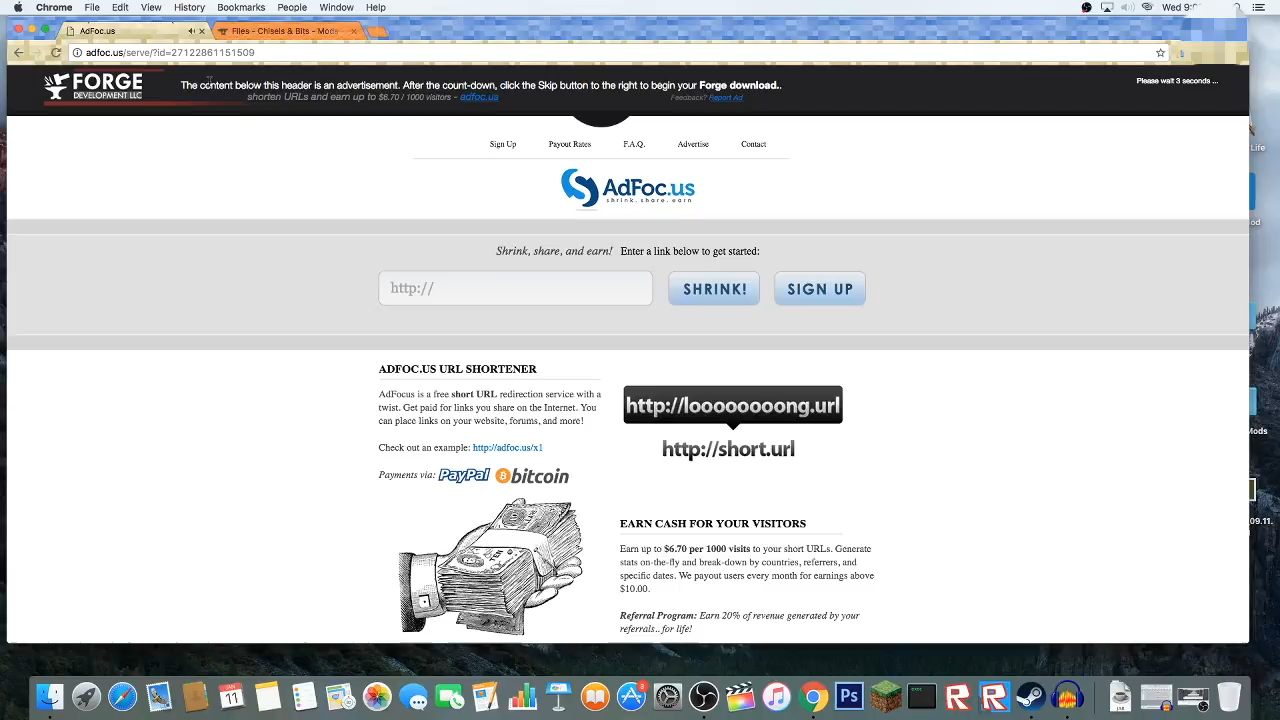 Chrome File Edit View History Bookmarks People Window Help
AdFoc.us
Files - Chisels & Bits - Mods
adfoc.us/serve/?id=27122861151509
FORGE
DEVELOPMENT LLC
The content below this header is an advertisement. After the count-down, click the Skip button to the right to begin your Forge download..
shorten URLs and earn up to $6.70 / 1000 visitors - adfoc.us
Feedback? Report Ad
Please wait 3 seconds ...
Sign Up Payout Rates F.A.Q. Advertise Contact
AdFoc.us
shrink. share. earn
Shrink, share, and earn! Enter a link below to get started:
http://
SHRINK!
SIGN UP
ADFOC.US URL SHORTENER
AdFocus is a free short URL redirection service with a
twist. Get paid for links you share on the Internet. You
can place links on your website, forums, and more!
Check out an example: http://adfoc.us/x1
Payments via: PayPal bitcoin
http://looooooooong.url
http://short.url
EARN CASH FOR YOUR VISITORS
Earn up to $6.70 per 1000 visits to your short URLs. Generate
stats on-the-fly and break-down by countries, referrers, and
specific dates. We payout users every month for earnings above
$10.00.
Referral Program: Earn 20% of revenue generated by your
referrals.. for life!
Life
Mods
09.11.
JAN
11
3
exec
Ps
JAR